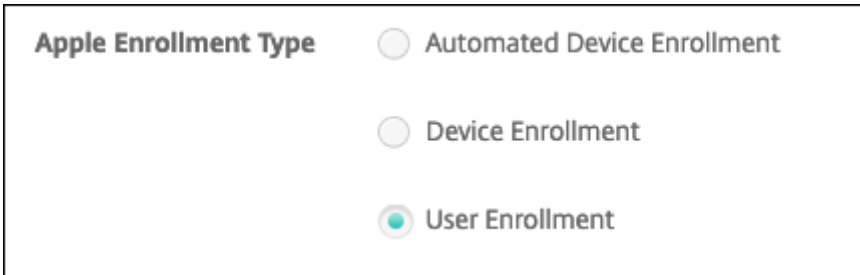 Apple Enrollment Type Automated Device Enrollment
Device Enrollment
User Enrollment